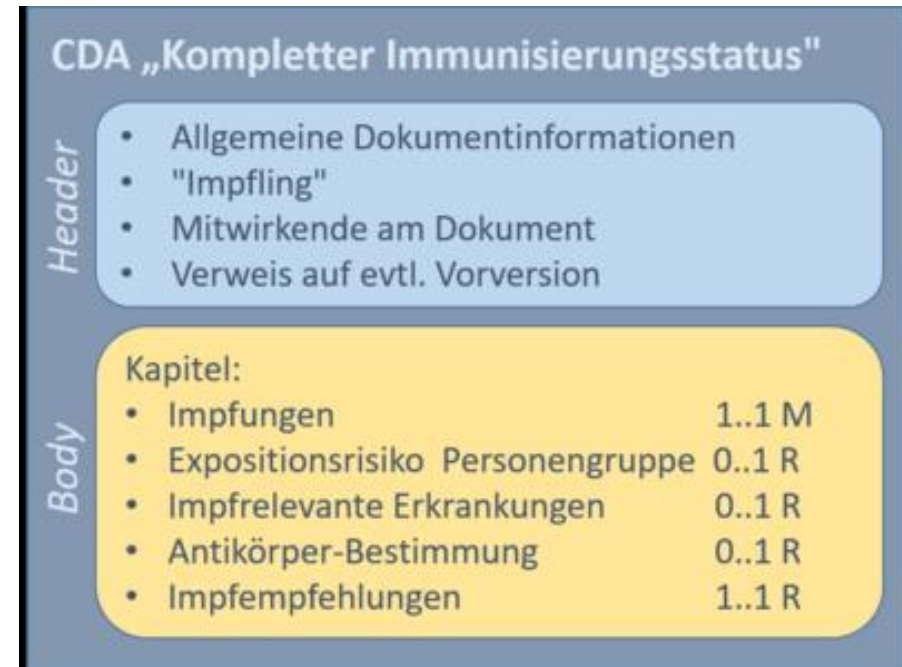 CDA „Kompletter Immunisierungsstatus"
Header
• Allgemeine Dokumentinformationen
• "Impfling"
• Mitwirkende am Dokument
• Verweis auf evtl. Vorversion
Body
Kapitel:
• Impfungen 1..1 M
• Expositionsrisiko Personengruppe 0..1 R
• Impfrelevante Erkrankungen 0..1 R
• Antikörper-Bestimmung 0..1 R
• Impfempfehlungen 1..1 R